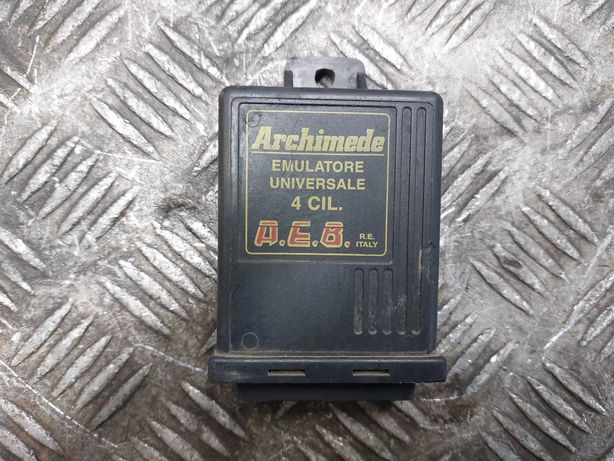 Archimede
EMULATORE
UNIVERSALE
4 CIL.
A.E.B. R.E.
ITALY